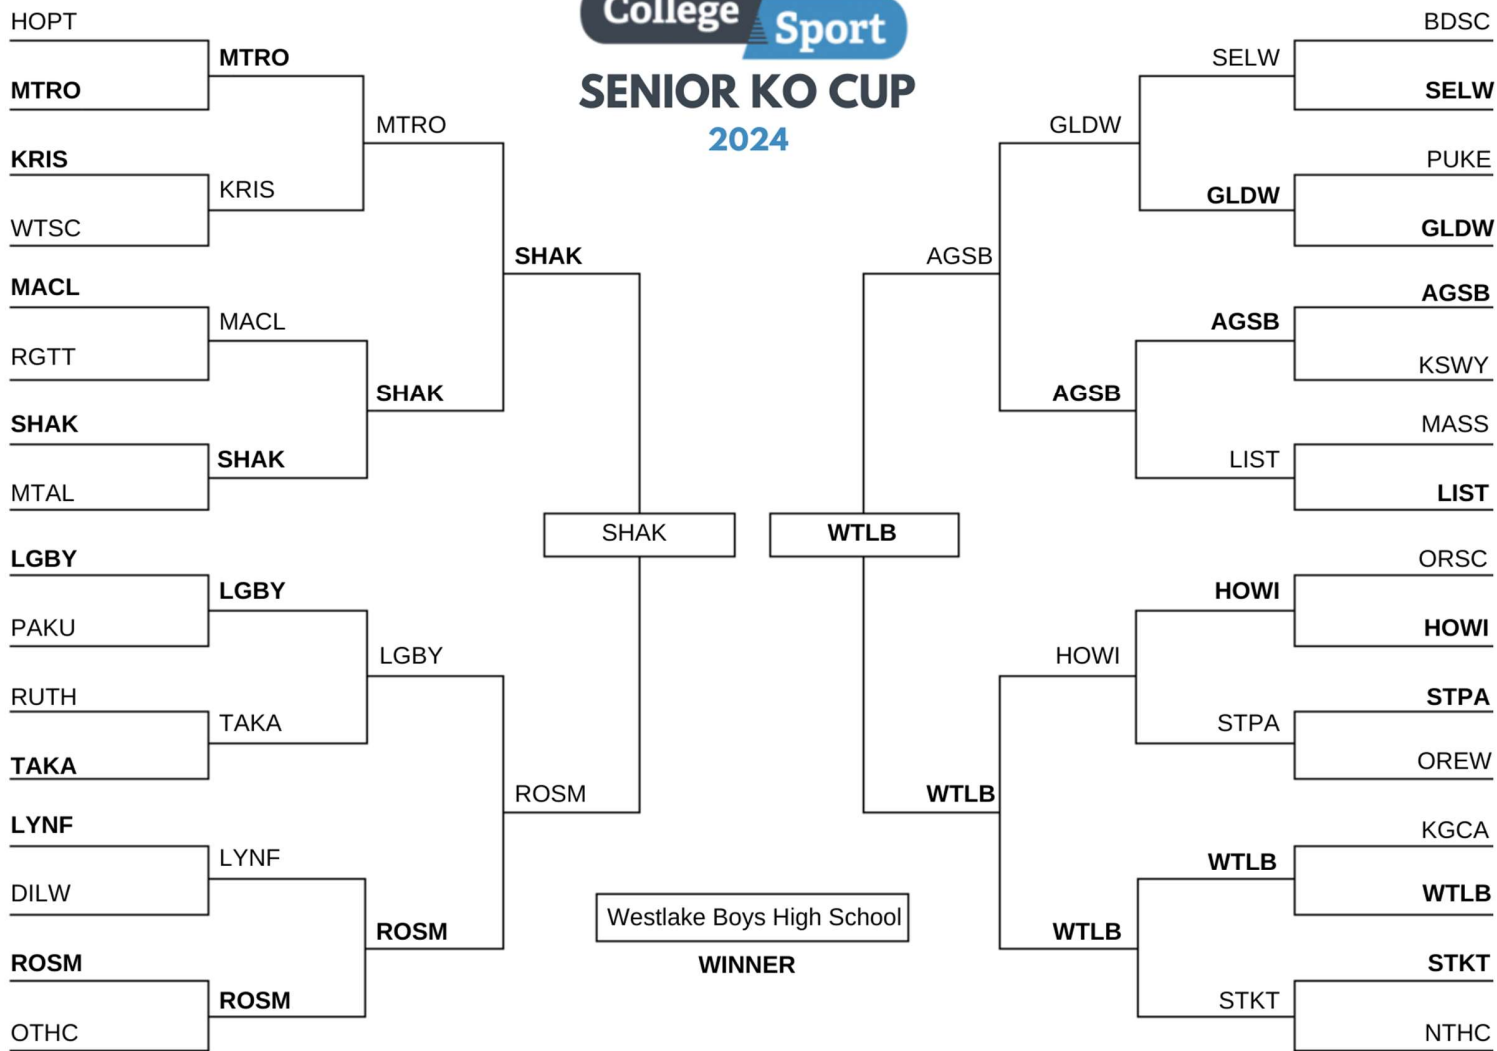 College
Sport
SENIOR KO CUP
2024
HOPT
MTRO
MTRO
KRIS
KRIS
WTSC
MTRO
MACL
MACL
RGTT
SHAK
SHAK
SHAK
MTAL
SHAK
LGBY
LGBY
PAKU
RUTH
TAKA
TAKA
LGBY
LYNF
LYNF
DILW
ROSM
ROSM
OTHC
ROSM
ROSM
SHAK
WTLB
BDSC
SELW
SELW
PUKE
GLDW
GLDW
GLDW
AGSB
AGSB
AGSB
KSWY
MASS
LIST
LIST
AGSB
ORSC
HOWI
HOWI
STPA
STPA
OREW
HOWI
KGCA
WTLB
WTLB
STKT
STKT
NTHC
WTLB
WTLB
Westlake Boys High School
WINNER